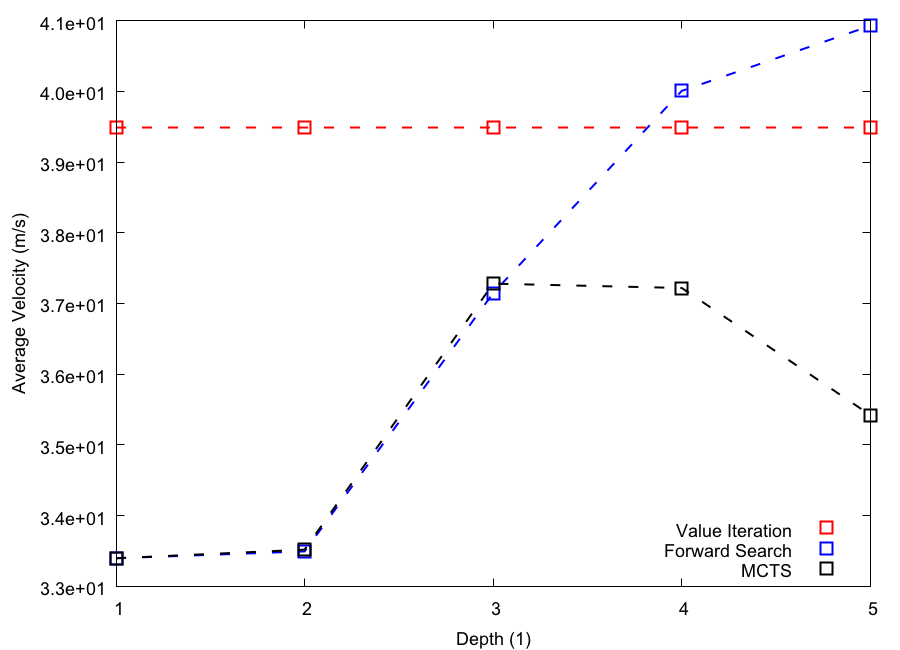 4.1e+01
4.0e+01
3.9e+01
3.8e+01
3.7e+01
3.6e+01
3.5e+01
3.4e+01
3.3e+01
Average Velocity (m/s)
Value Iteration
Forward Search
MCTS
1 2 3 4 5
Depth (1)